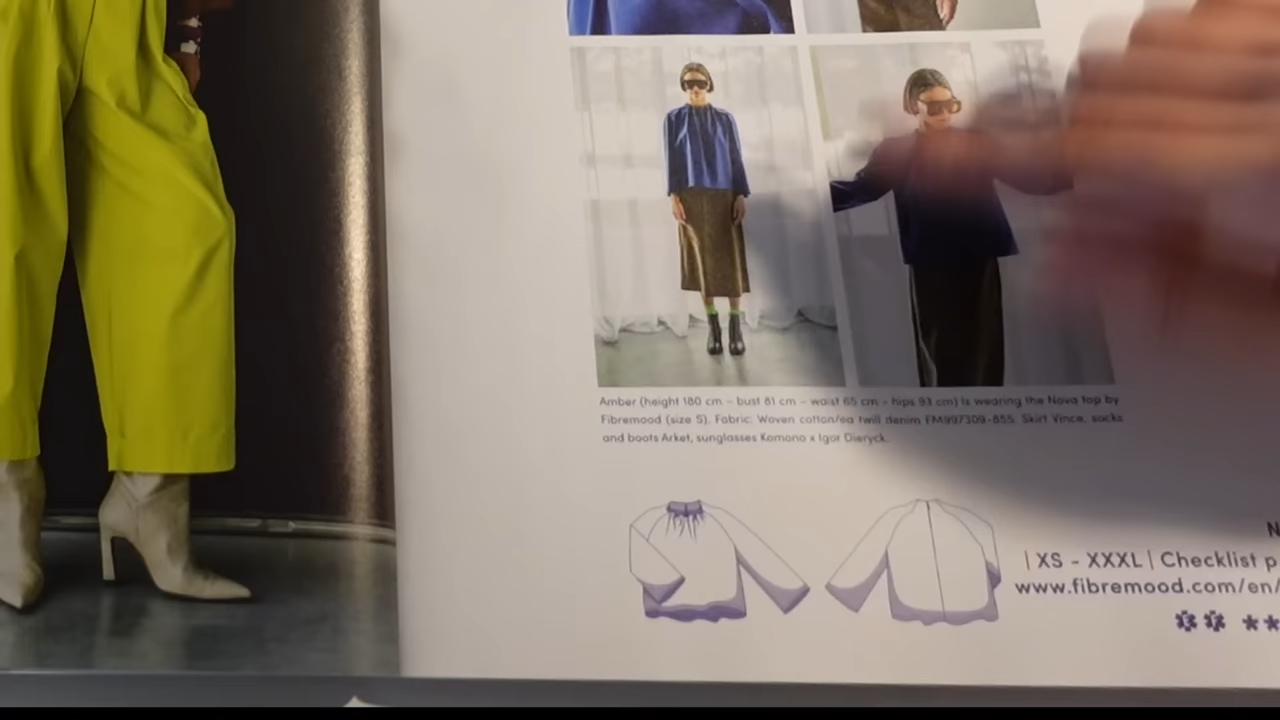 Amber (height 180 cm – bust 81 cm – waist 65 cm – hips 93 cm) is wearing the Nova top by
Fibremood (size S). Fabric: Woven cotton/ea twill denim FM997309-855. Skirt Vince, socks
and boots Arket, sunglasses Komono x Igor Dieryck.
N
| XS - XXXL | Checklist p
www.fibremood.com/en/